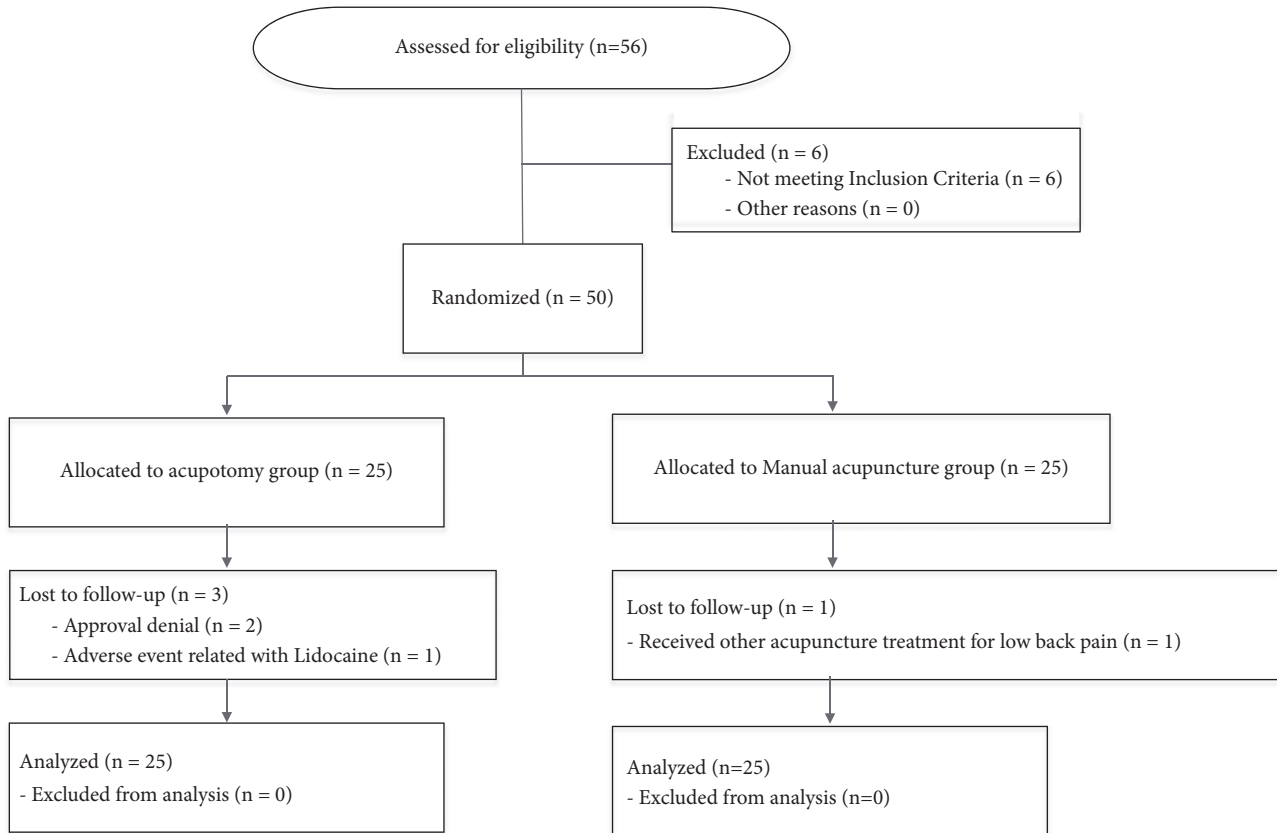 Assessed for eligibility (n=56)
Excluded (n = 6)
- Not meeting Inclusion Criteria (n = 6)
- Other reasons (n = 0)
Randomized (n = 50)
Allocated to acupotomy group (n = 25)
Allocated to Manual acupuncture group (n = 25)
Lost to follow-up (n = 3)
- Approval denial (n = 2)
- Adverse event related with Lidocaine (n = 1)
Lost to follow-up (n = 1)
- Received other acupuncture treatment for low back pain (n = 1)
Analyzed (n = 25)
- Excluded from analysis (n = 0)
Analyzed (n=25)
- Excluded from analysis (n=0)